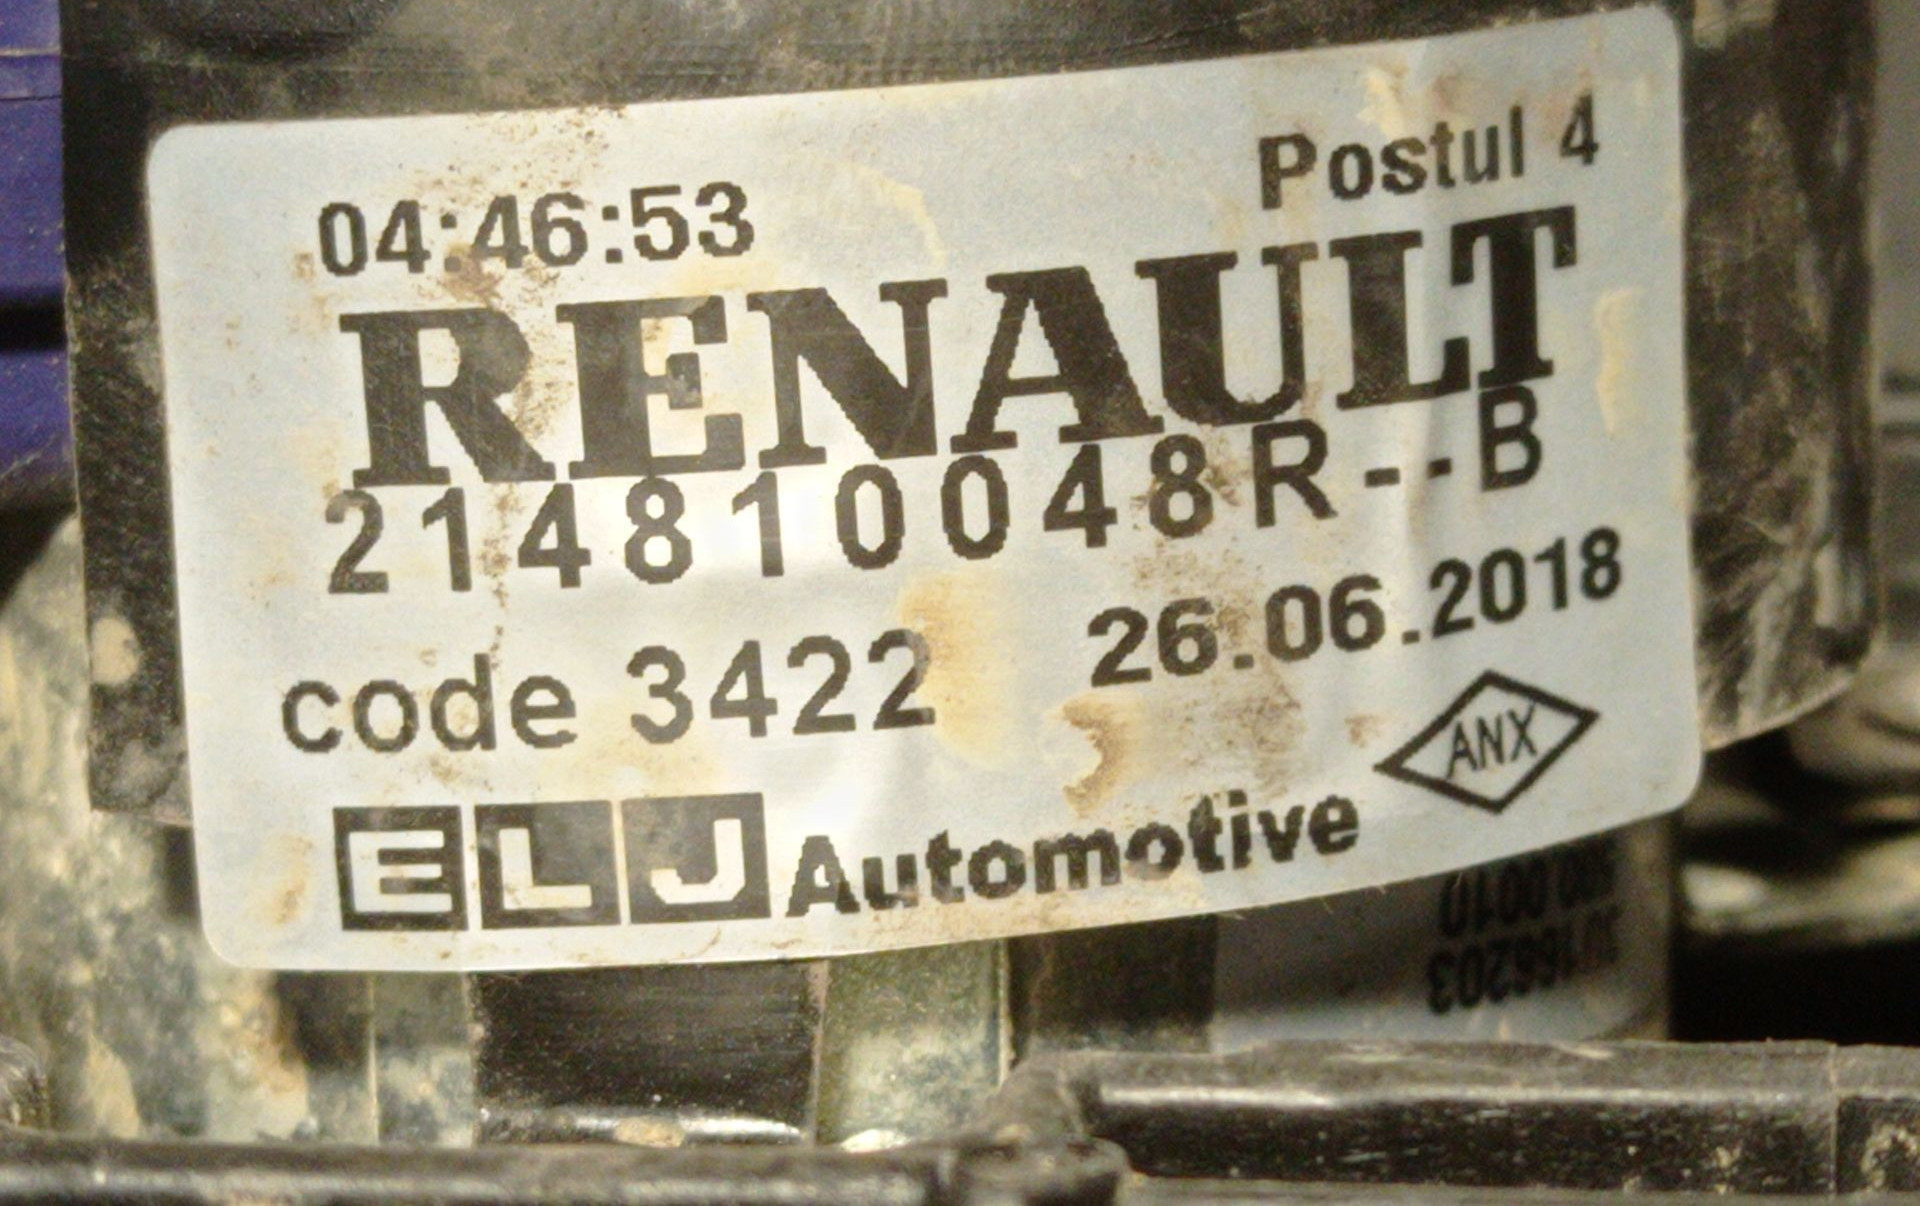 04:46:53 Postul 4
RENAULT
214810048R--B
code 3422 26.06.2018
ANX
ELJ Automotive